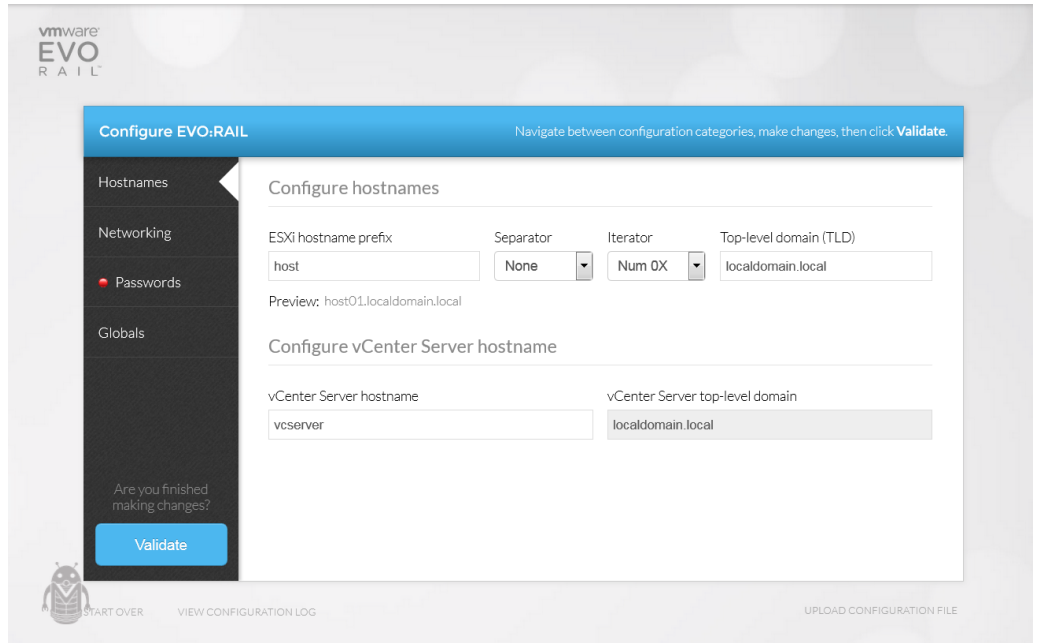 vmware
EVO
RAIL™
Configure EVO:RAIL
Navigate between configuration categories, make changes, then click Validate.
Hostnames
Networking
Passwords
Globals
Are you finished
making changes?
Validate
Configure hostnames
ESXi hostname prefix
Separator
Iterator
Top-level domain (TLD)
host
None
Num 0X
localdomain.local
Preview: host01.localdomain.local
Configure vCenter Server hostname
vCenter Server hostname
vCenter Server top-level domain
vcserver
localdomain.local
START OVER
VIEW CONFIGURATION LOG
UPLOAD CONFIGURATION FILE